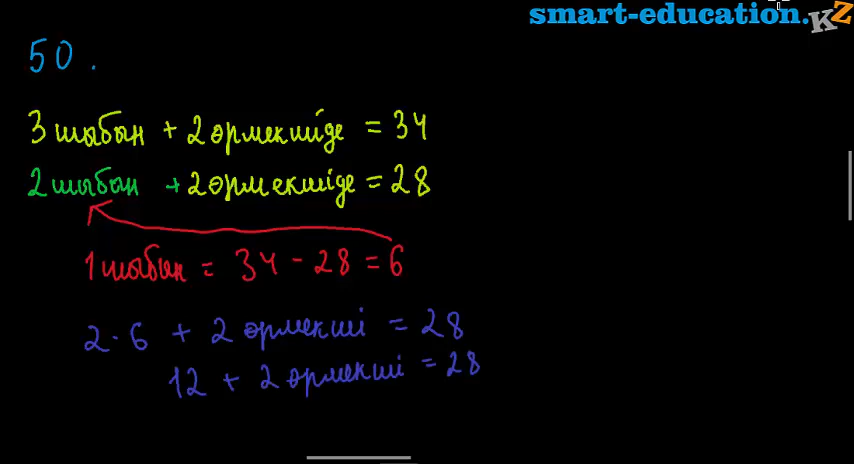 smart-education.KZ
50.
3 шыбын + 2 өрмекшіде = 34
2 шыбын + 2 өрмекшіде = 28
1 шыбын = 34 - 28 = 6
2 · 6 + 2 өрмекші = 28
12 + 2 өрмекші = 28